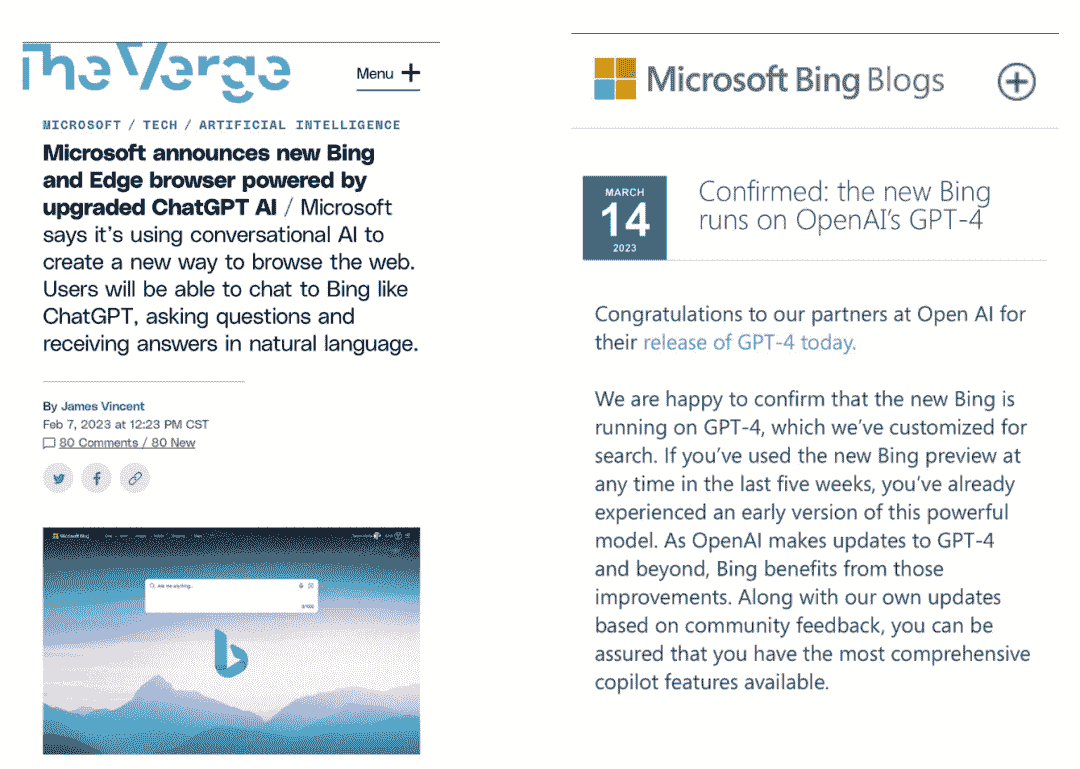 The Verge
Menu +
MICROSOFT / TECH / ARTIFICIAL INTELLIGENCE
Microsoft announces new Bing
and Edge browser powered by
upgraded ChatGPT AI / Microsoft
says it's using conversational AI to
create a new way to browse the web.
Users will be able to chat to Bing like
ChatGPT, asking questions and
receiving answers in natural language.
By James Vincent
Feb 7, 2023 at 12:23 PM CST
80 Comments / 80 New
Microsoft Bing
Ask me anything...
Microsoft Bing Blogs
MARCH
14
2023
Confirmed: the new Bing
runs on OpenAI's GPT-4
Congratulations to our partners at Open AI for
their release of GPT-4 today.
We are happy to confirm that the new Bing is
running on GPT-4, which we've customized for
search. If you've used the new Bing preview at
any time in the last five weeks, you've already
experienced an early version of this powerful
model. As OpenAI makes updates to GPT-4
and beyond, Bing benefits from those
improvements. Along with our own updates
based on community feedback, you can be
assured that you have the most comprehensive
copilot features available.